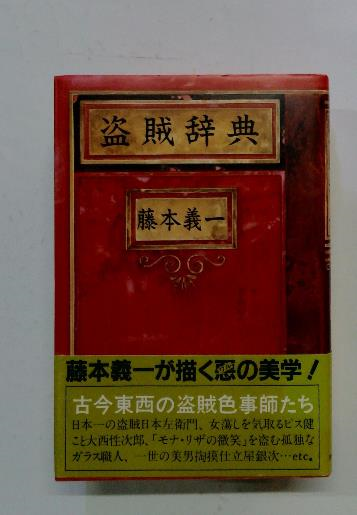 盗賊辞典
藤本義一
藤本義一が描く惡の美学!
古今東西の盗賊色事師たち
日本一の盗賊日本左衛門、女蕩しを気取るピス健
こと大西性次郎、「モナ・リザの微笑」を盗む孤独な
ガラス職人、一世の美男掏摸仕立屋銀次…etc。